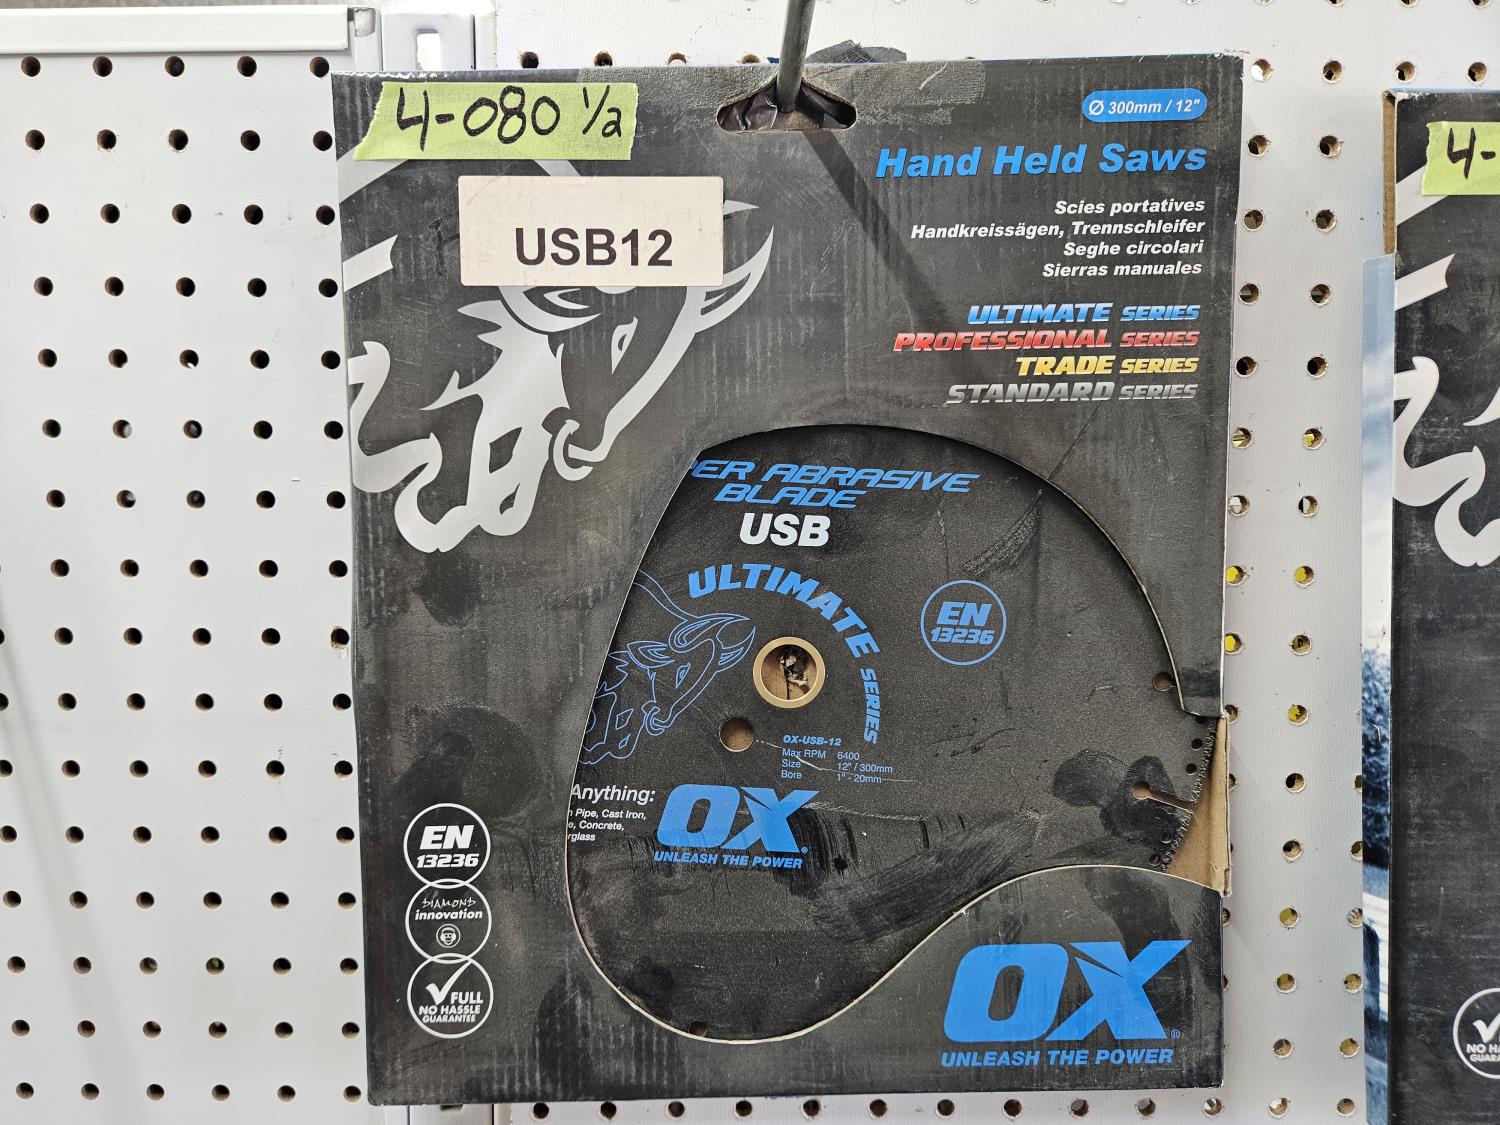 4-080 1/2
USB12
Ø 300mm / 12"
Hand Held Saws
Scies portatives
Handkreissägen, Trennschleifer
Seghe circolari
Sierras manuales
ULTIMATE SERIES
PROFESSIONAL SERIES
TRADE SERIES
STANDARD SERIES
PER ABRASIVE
BLADE
USB
ULTIMATE SERIES
EN
13236
OX-USB-12
Max RPM 6400
Size 12" / 300mm
Bore 1" - 20mm
Anything:
Pipe, Cast Iron,
Concrete,
OX®
UNLEASH THE POWER
EN
13236
DIAMOND
innovation
FULL
NO HASSLE
GUARANTEE
OX®
UNLEASH THE POWER
4-